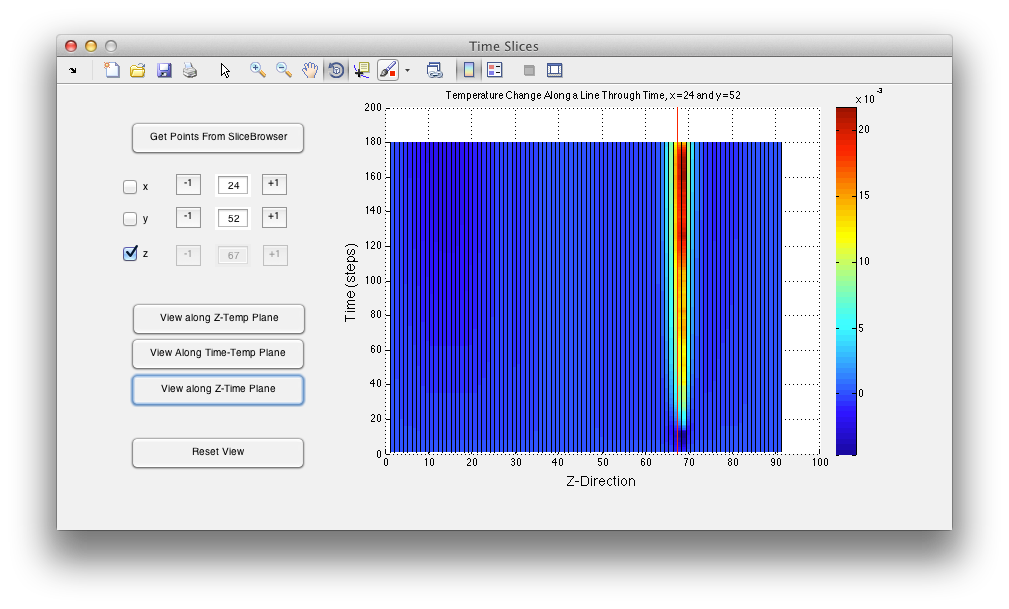 Time Slices
Get Points From SliceBrowser
x -1 24 +1
y -1 52 +1
z -1 67 +1
View along Z-Temp Plane
View Along Time-Temp Plane
View along Z-Time Plane
Reset View
Temperature Change Along a Line Through Time, x=24 and y=52
Time (steps)
200
180
160
140
120
100
80
60
40
20
0
0 10 20 30 40 50 60 70 80 90 100
Z-Direction
x 10^-3
20
15
10
5
0